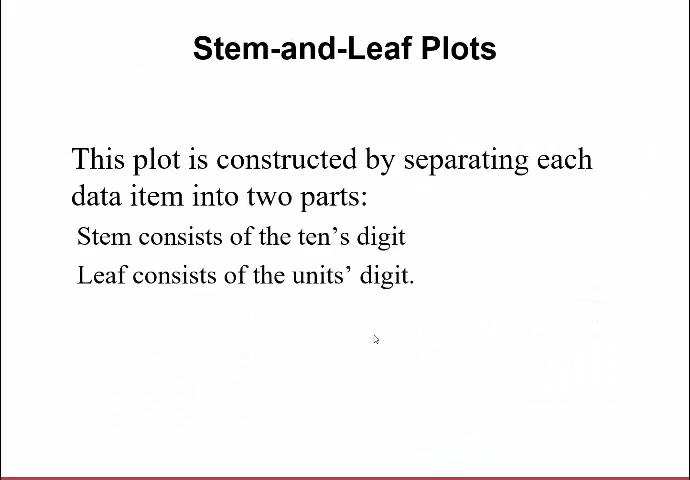 Stem-and-Leaf Plots
This plot is constructed by separating each
data item into two parts:
Stem consists of the ten’s digit
Leaf consists of the units’ digit.